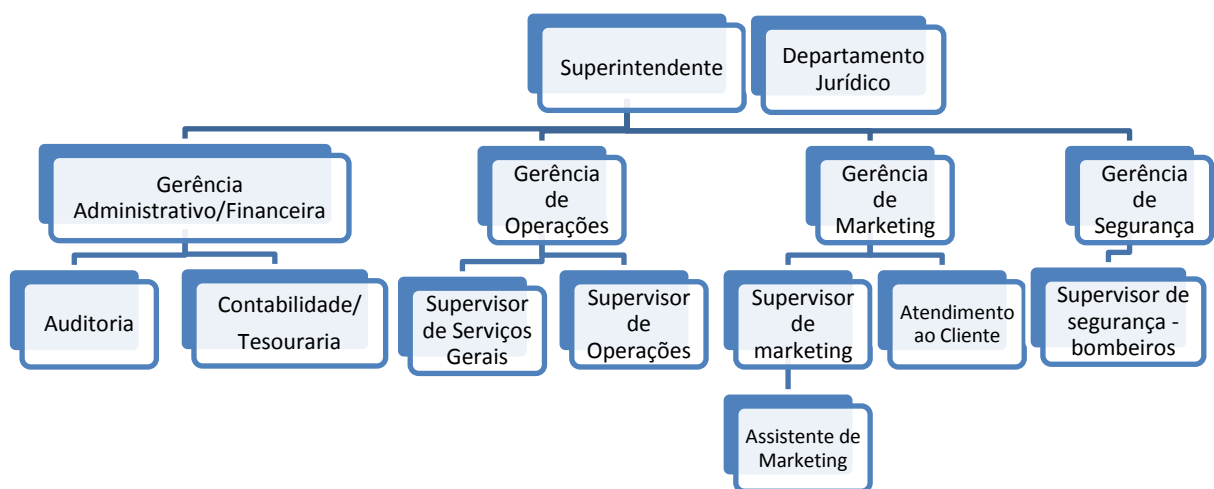 Superintendente
Departamento
Jurídico
Gerência
Administrativo/Financeira
Gerência
de
Operações
Gerência
de
Marketing
Gerência
de
Segurança
Auditoria
Contabilidade/
Tesouraria
Supervisor
de Serviços
Gerais
Supervisor
de
Operações
Supervisor
de
marketing
Atendimento
ao Cliente
Supervisor de
segurança -
bombeiros
Assistente de
Marketing